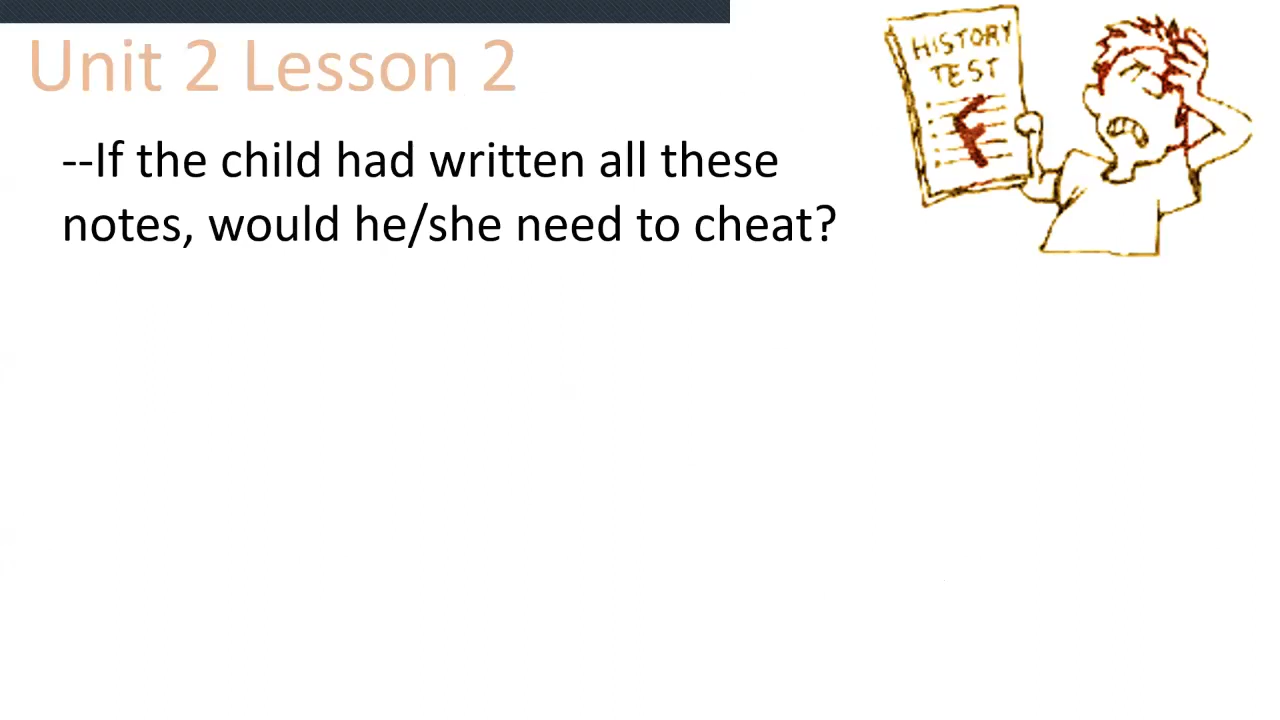 Unit 2 Lesson 2
--If the child had written all these
notes, would he/she need to cheat?
HISTORY
TEST
F